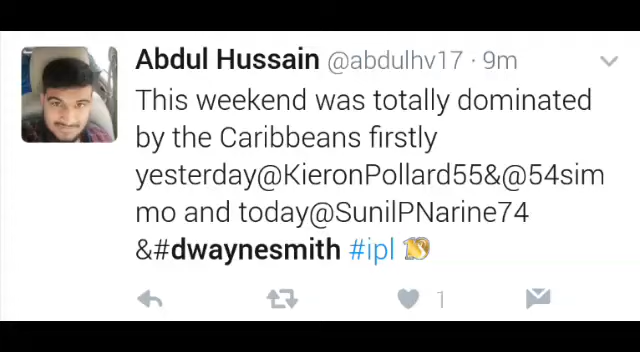 Abdul Hussain @abdulhv17 · 9m
This weekend was totally dominated
by the Caribbeans firstly
yesterday@KieronPollard55&@54sim
mo and today@SunilPNarine74
&#dwaynesmith #ipl
1